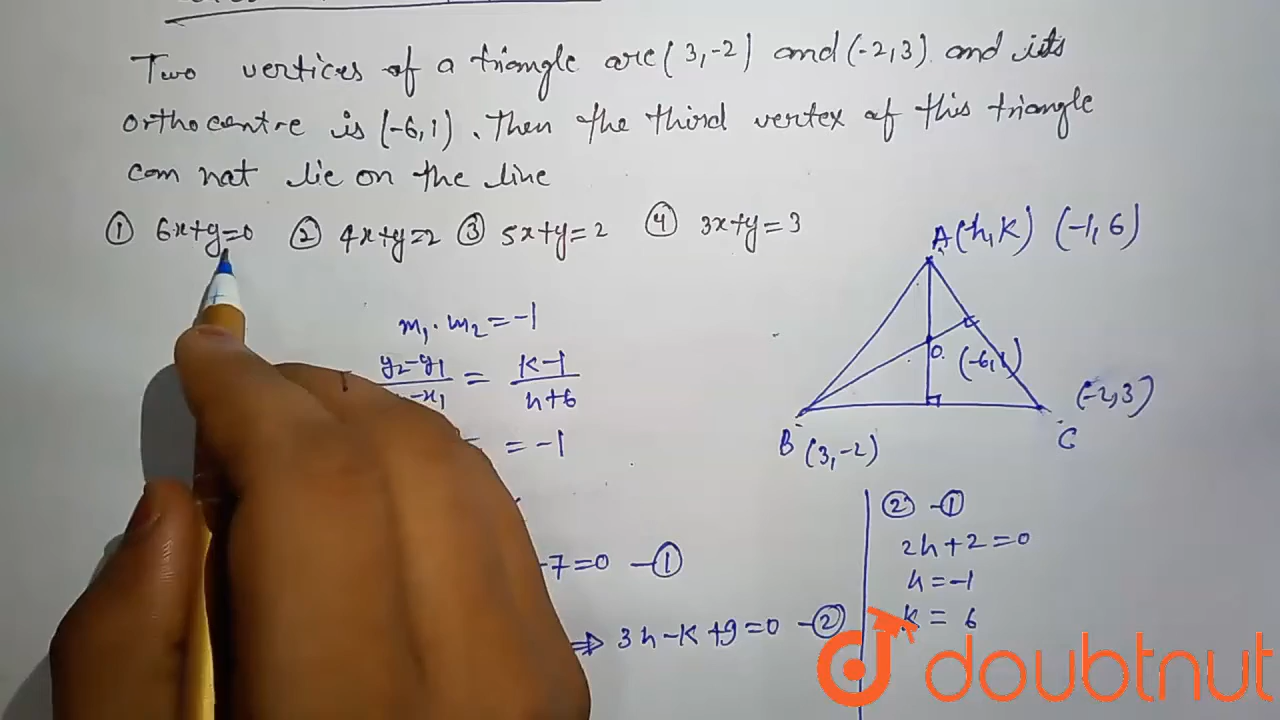 Two vertices of a triangle are (3,-2) and (-2,3) and its
orthocentre is (-6,1). Then the third vertex of this triangle
can not lie on the line
① 6x+y=0 ② 4x+y=2 ③ 5x+y=2 ④ 3x+y=3
A(h,K) (-1,6)
m₁·m₂=-1
y₂-y₁ = K-1
-x₁ h+6
= -1
-7=0 -①
⇒ 3h-K+9=0 -②
O. (-6,1)
(-2,3)
B (3,-2)
C
② -①
2h+2=0
h=-1
K= 6
doubtnut